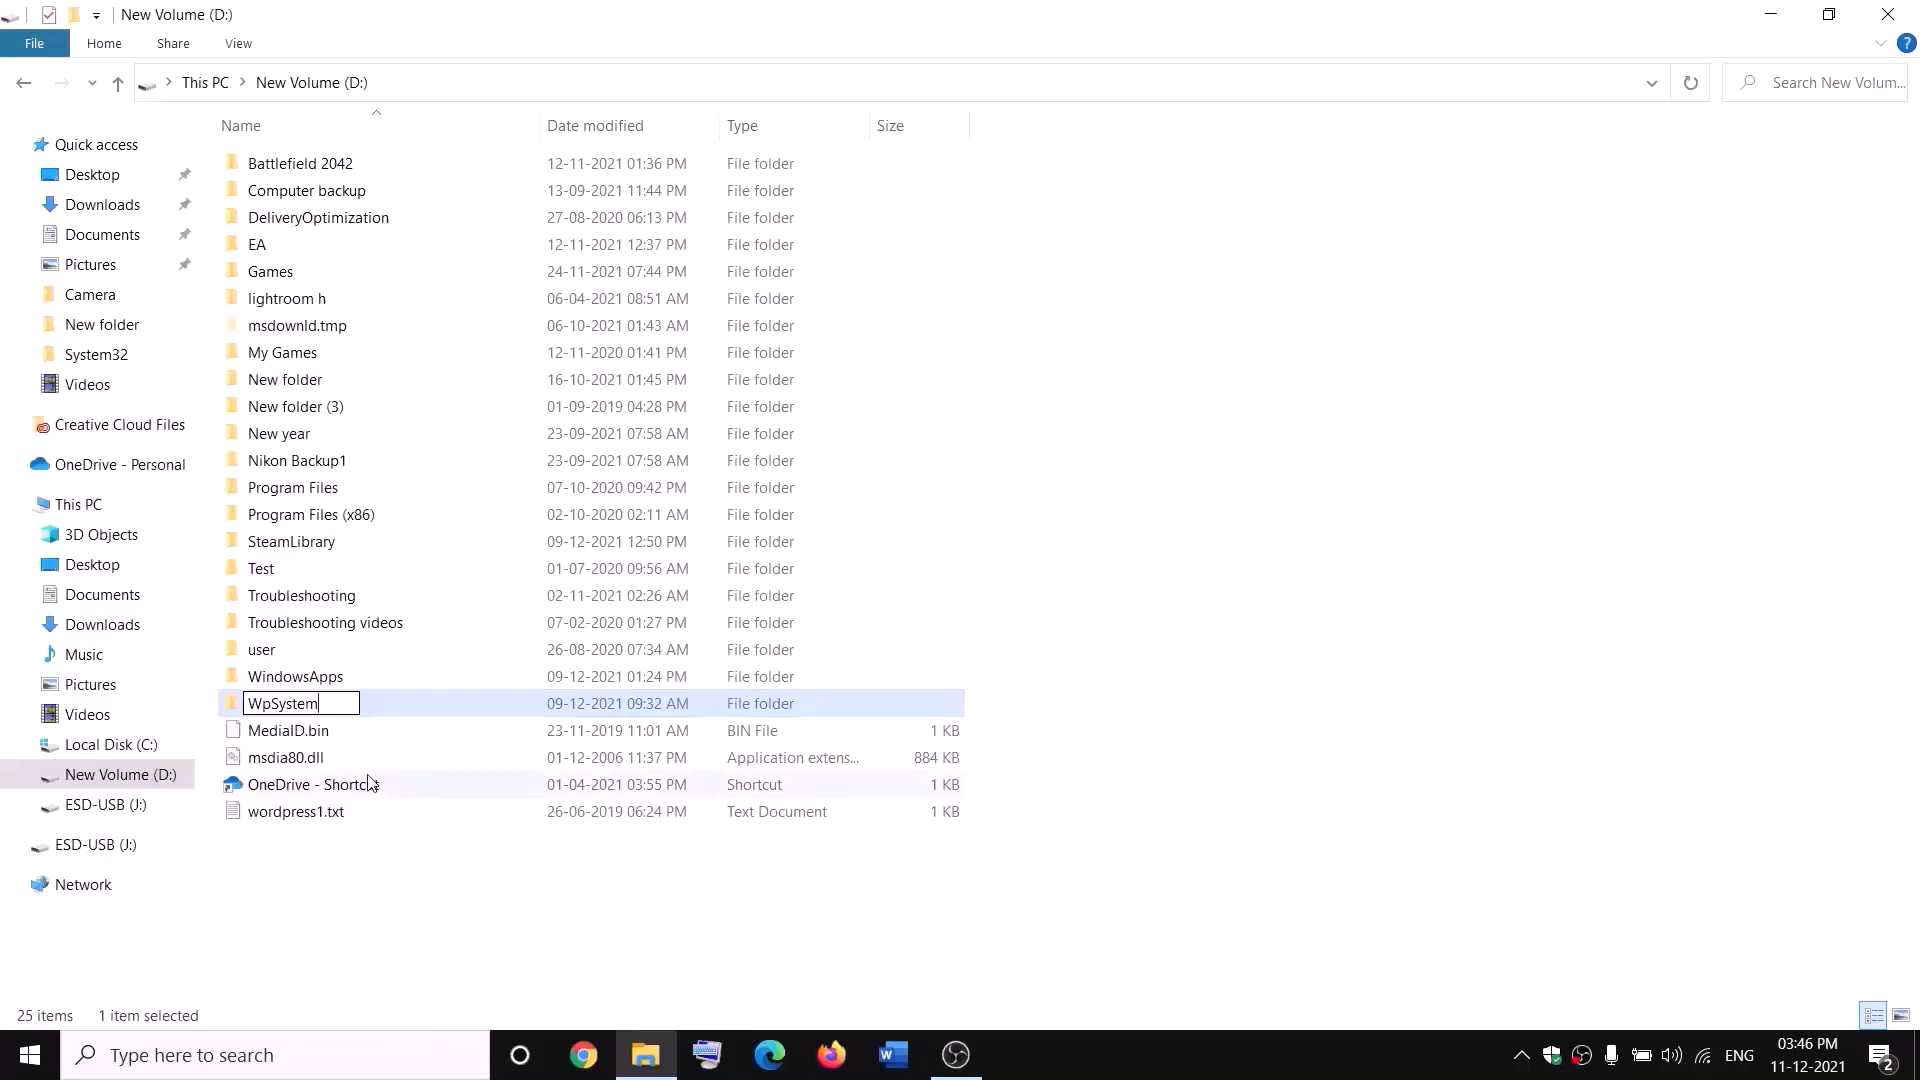 New Volume (D:)
File Home Share View
This PC New Volume (D:) Search New Volum...
Name Date modified Type Size
Quick access
Desktop
Downloads
Documents
Pictures
Camera
New folder
System32
Videos
Creative Cloud Files
OneDrive - Personal
This PC
3D Objects
Desktop
Documents
Downloads
Music
Pictures
Videos
Local Disk (C:)
New Volume (D:)
ESD-USB (J:)
ESD-USB (J:)
Network
Battlefield 2042 12-11-2021 01:36 PM File folder
Computer backup 13-09-2021 11:44 PM File folder
DeliveryOptimization 27-08-2020 06:13 PM File folder
EA 12-11-2021 12:37 PM File folder
Games 24-11-2021 07:44 PM File folder
lightroom h 06-04-2021 08:51 AM File folder
msdownld.tmp 06-10-2021 01:43 AM File folder
My Games 12-11-2020 01:41 PM File folder
New folder 16-10-2021 01:45 PM File folder
New folder (3) 01-09-2019 04:28 PM File folder
New year 23-09-2021 07:58 AM File folder
Nikon Backup1 23-09-2021 07:58 AM File folder
Program Files 07-10-2020 09:42 PM File folder
Program Files (x86) 02-10-2020 02:11 AM File folder
SteamLibrary 09-12-2021 12:50 PM File folder
Test 01-07-2020 09:56 AM File folder
Troubleshooting 02-11-2021 02:26 AM File folder
Troubleshooting videos 07-02-2020 01:27 PM File folder
user 26-08-2020 07:34 AM File folder
WindowsApps 09-12-2021 01:24 PM File folder
WpSystem 09-12-2021 09:32 AM File folder
MediaID.bin 23-11-2019 11:01 AM BIN File 1 KB
msdia80.dll 01-12-2006 11:37 PM Application extens... 884 KB
OneDrive - Shortcut 01-04-2021 03:55 PM Shortcut 1 KB
wordpress1.txt 26-06-2019 06:24 PM Text Document 1 KB
25 items 1 item selected
Type here to search
ENG
03:46 PM
11-12-2021
2